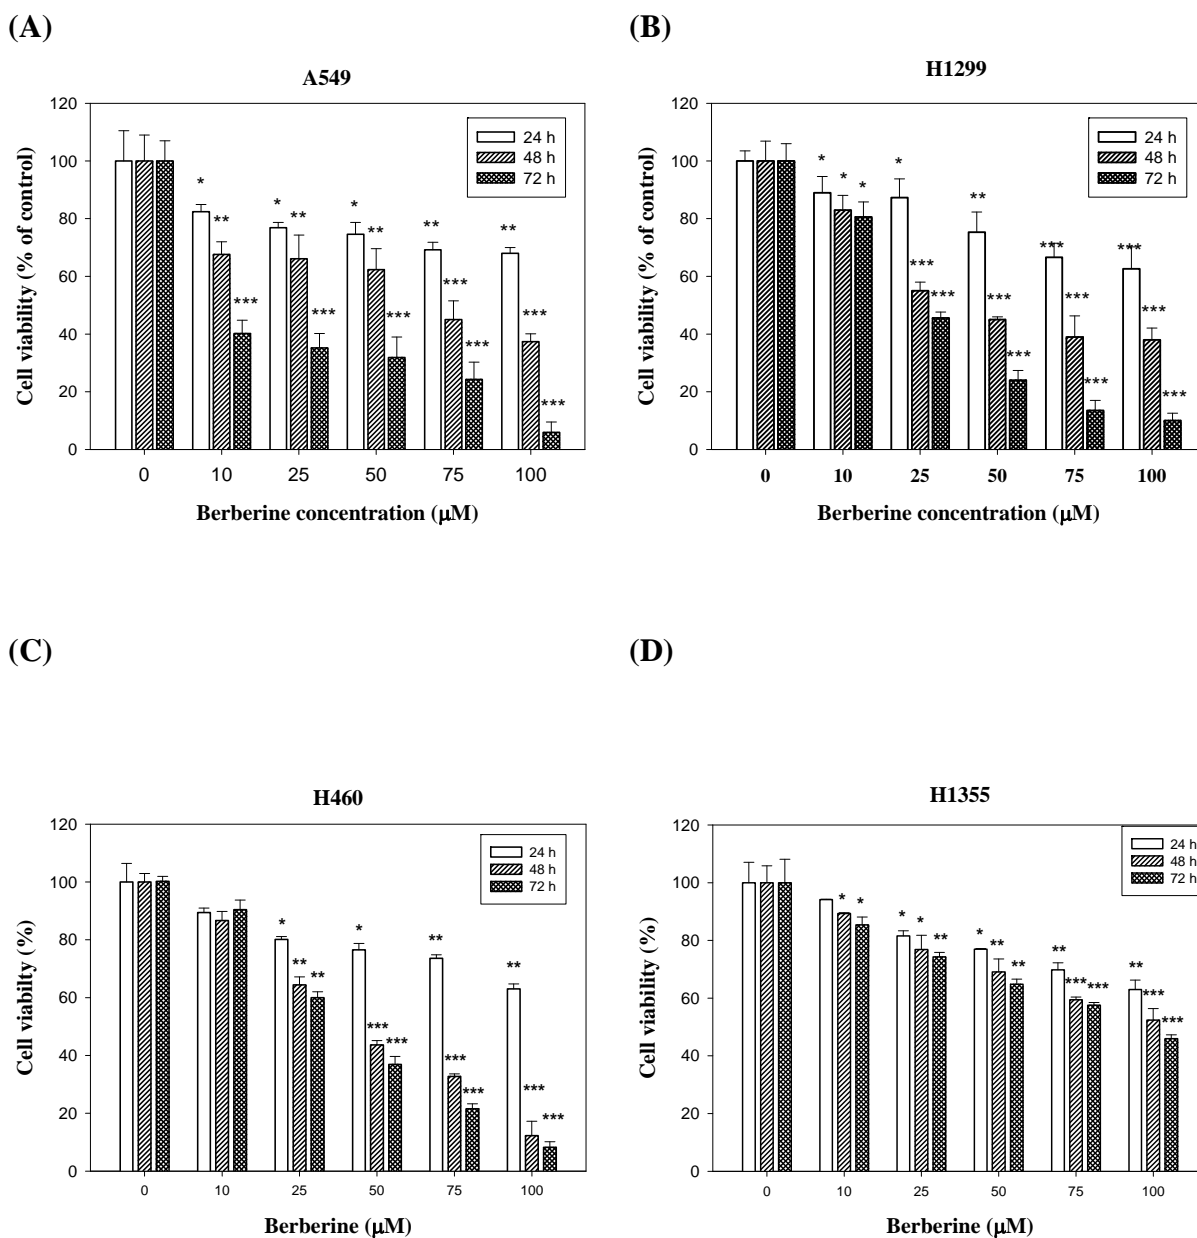 (A)
A549
Cell viability (% of control)
120
100
80
60
40
20
0
24 h
48 h
72 h
* ** *** * ** *** * ** *** ** *** *** ** *** ***
0 10 25 50 75 100
Berberine concentration (μM)
(B)
H1299
Cell viability (% of control)
120
100
80
60
40
20
0
24 h
48 h
72 h
* * * * *** *** ** *** *** *** *** *** *** *** ***
0 10 25 50 75 100
Berberine concentration (μM)
(C)
H460
Cell viabilty (%)
120
100
80
60
40
20
0
24 h
48 h
72 h
* ** ** * *** *** ** *** *** ** *** ***
0 10 25 50 75 100
Berberine (μM)
(D)
H1355
Cell viability (%)
120
100
80
60
40
20
0
24 h
48 h
72 h
* * * * ** * ** ** ** *** *** ** *** ***
0 10 25 50 75 100
Berberine (μM)